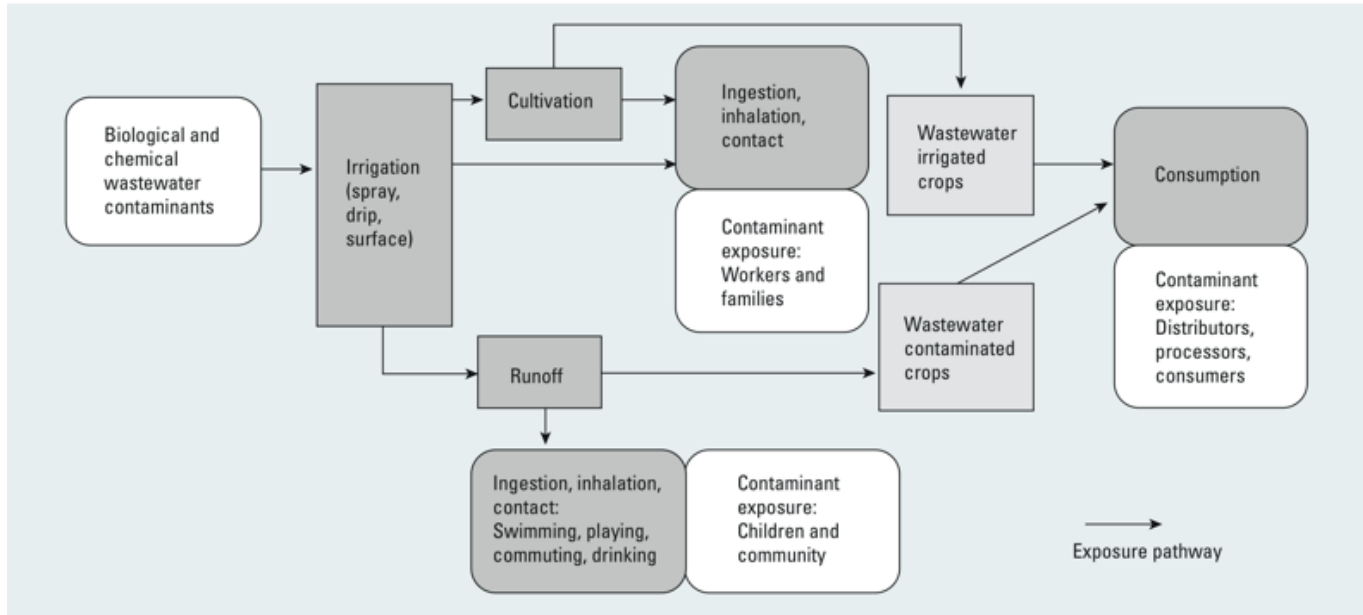 Biological and
chemical
wastewater
contaminants
Irrigation
(spray,
drip,
surface)
Cultivation
Ingestion,
inhalation,
contact
Contaminant
exposure:
Workers and
families
Wastewater
irrigated
crops
Consumption
Contaminant
exposure:
Distributors,
processors,
consumers
Runoff
Wastewater
contaminated
crops
Ingestion, inhalation,
contact:
Swimming, playing,
commuting, drinking
Contaminant
exposure:
Children and
community
Exposure pathway